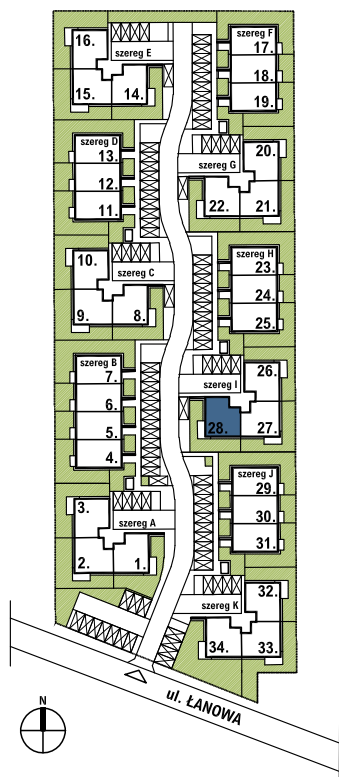 16.
szereg E
15.
14.
szereg F
17.
18.
19.
szereg D
13.
12.
11.
szereg G
20.
22.
21.
10.
szereg C
9.
8.
szereg H
23.
24.
25.
szereg B
7.
6.
5.
4.
26.
szereg I
28.
27.
3.
szereg A
2.
1.
szereg J
29.
30.
31.
32.
szereg K
34.
33.
ul. ŁANOWA
N